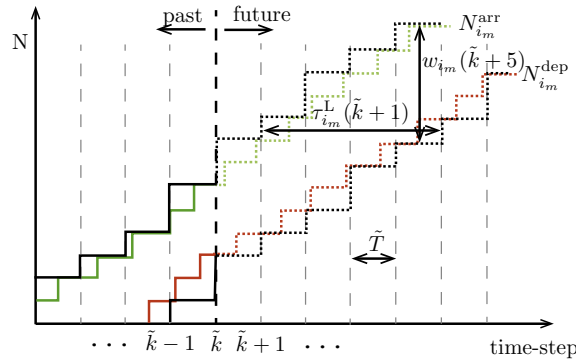 past future
N
N_{i_m}^{arr}
w_{i_m}(k̃ + 5)
N_{i_m}^{dep}
τ_{i_m}^{L}(k̃ + 1)
T̃
· · · k̃ − 1 k̃ k̃ + 1 · · ·
time-step